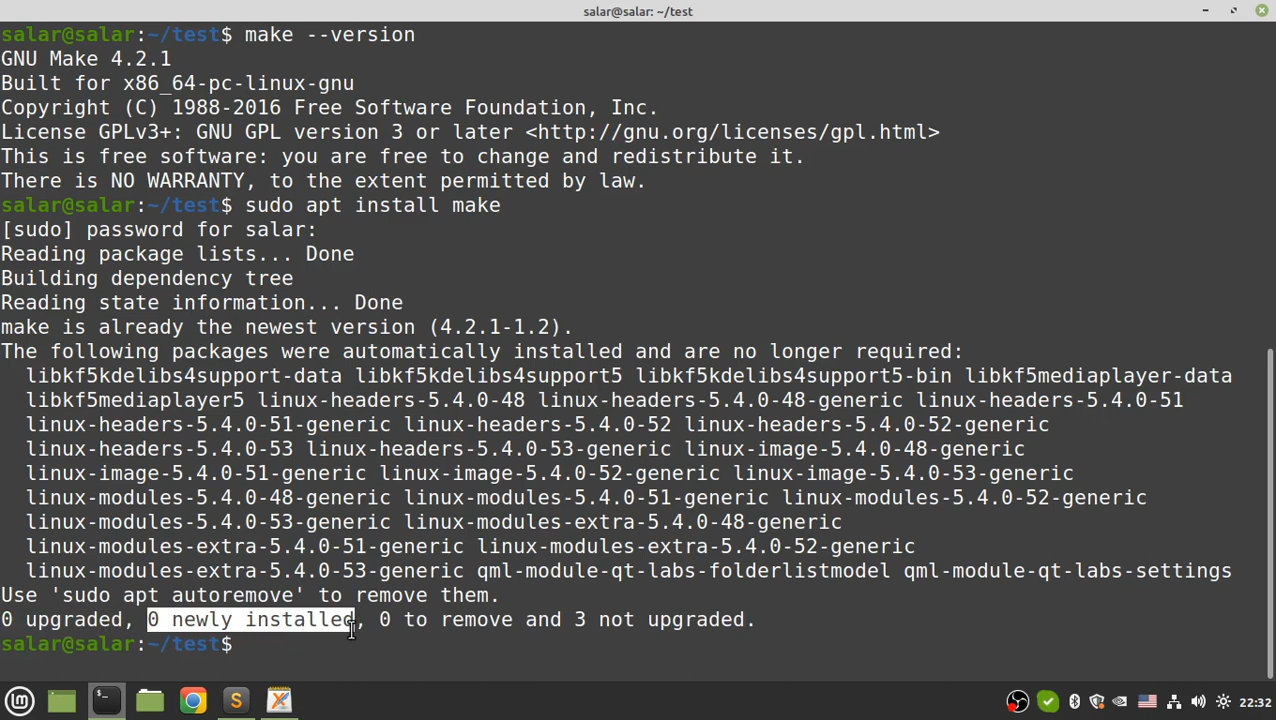 salar@salar: ~/test
salar@salar:~/test$ make --version
GNU Make 4.2.1
Built for x86_64-pc-linux-gnu
Copyright (C) 1988-2016 Free Software Foundation, Inc.
License GPLv3+: GNU GPL version 3 or later <http://gnu.org/licenses/gpl.html>
This is free software: you are free to change and redistribute it.
There is NO WARRANTY, to the extent permitted by law.
salar@salar:~/test$ sudo apt install make
[sudo] password for salar:
Reading package lists... Done
Building dependency tree
Reading state information... Done
make is already the newest version (4.2.1-1.2).
The following packages were automatically installed and are no longer required:
  libkf5kdelibs4support-data libkf5kdelibs4support5 libkf5kdelibs4support5-bin libkf5mediaplayer-data
  libkf5mediaplayer5 linux-headers-5.4.0-48 linux-headers-5.4.0-48-generic linux-headers-5.4.0-51
  linux-headers-5.4.0-51-generic linux-headers-5.4.0-52 linux-headers-5.4.0-52-generic
  linux-headers-5.4.0-53 linux-headers-5.4.0-53-generic linux-image-5.4.0-48-generic
  linux-image-5.4.0-51-generic linux-image-5.4.0-52-generic linux-image-5.4.0-53-generic
  linux-modules-5.4.0-48-generic linux-modules-5.4.0-51-generic linux-modules-5.4.0-52-generic
  linux-modules-5.4.0-53-generic linux-modules-extra-5.4.0-48-generic
  linux-modules-extra-5.4.0-51-generic linux-modules-extra-5.4.0-52-generic
  linux-modules-extra-5.4.0-53-generic qml-module-qt-labs-folderlistmodel qml-module-qt-labs-settings
Use 'sudo apt autoremove' to remove them.
0 upgraded, 0 newly installed, 0 to remove and 3 not upgraded.
salar@salar:~/test$
22:32